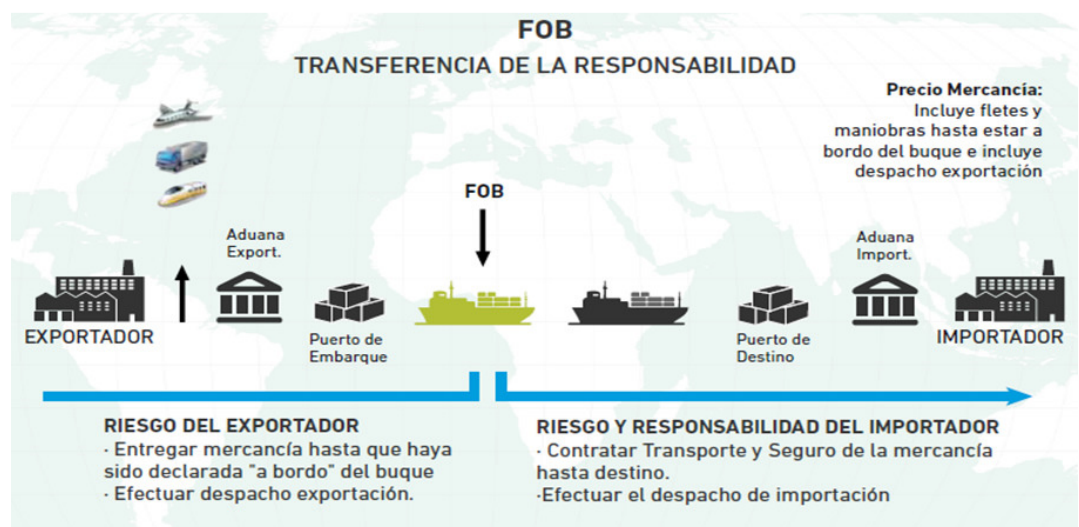 FOB
TRANSFERENCIA DE LA RESPONSABILIDAD
Precio Mercancía:
Incluye fletes y
maniobras hasta estar a
bordo del buque e incluye
despacho exportación
FOB
Aduana
Export.
Aduana
Import.
EXPORTADOR
Puerto de
Embarque
Puerto de
Destino
IMPORTADOR
RIESGO DEL EXPORTADOR
· Entregar mercancía hasta que haya
sido declarada "a bordo" del buque
· Efectuar despacho exportación.
RIESGO Y RESPONSABILIDAD DEL IMPORTADOR
· Contratar Transporte y Seguro de la mercancía
hasta destino.
·Efectuar el despacho de importación